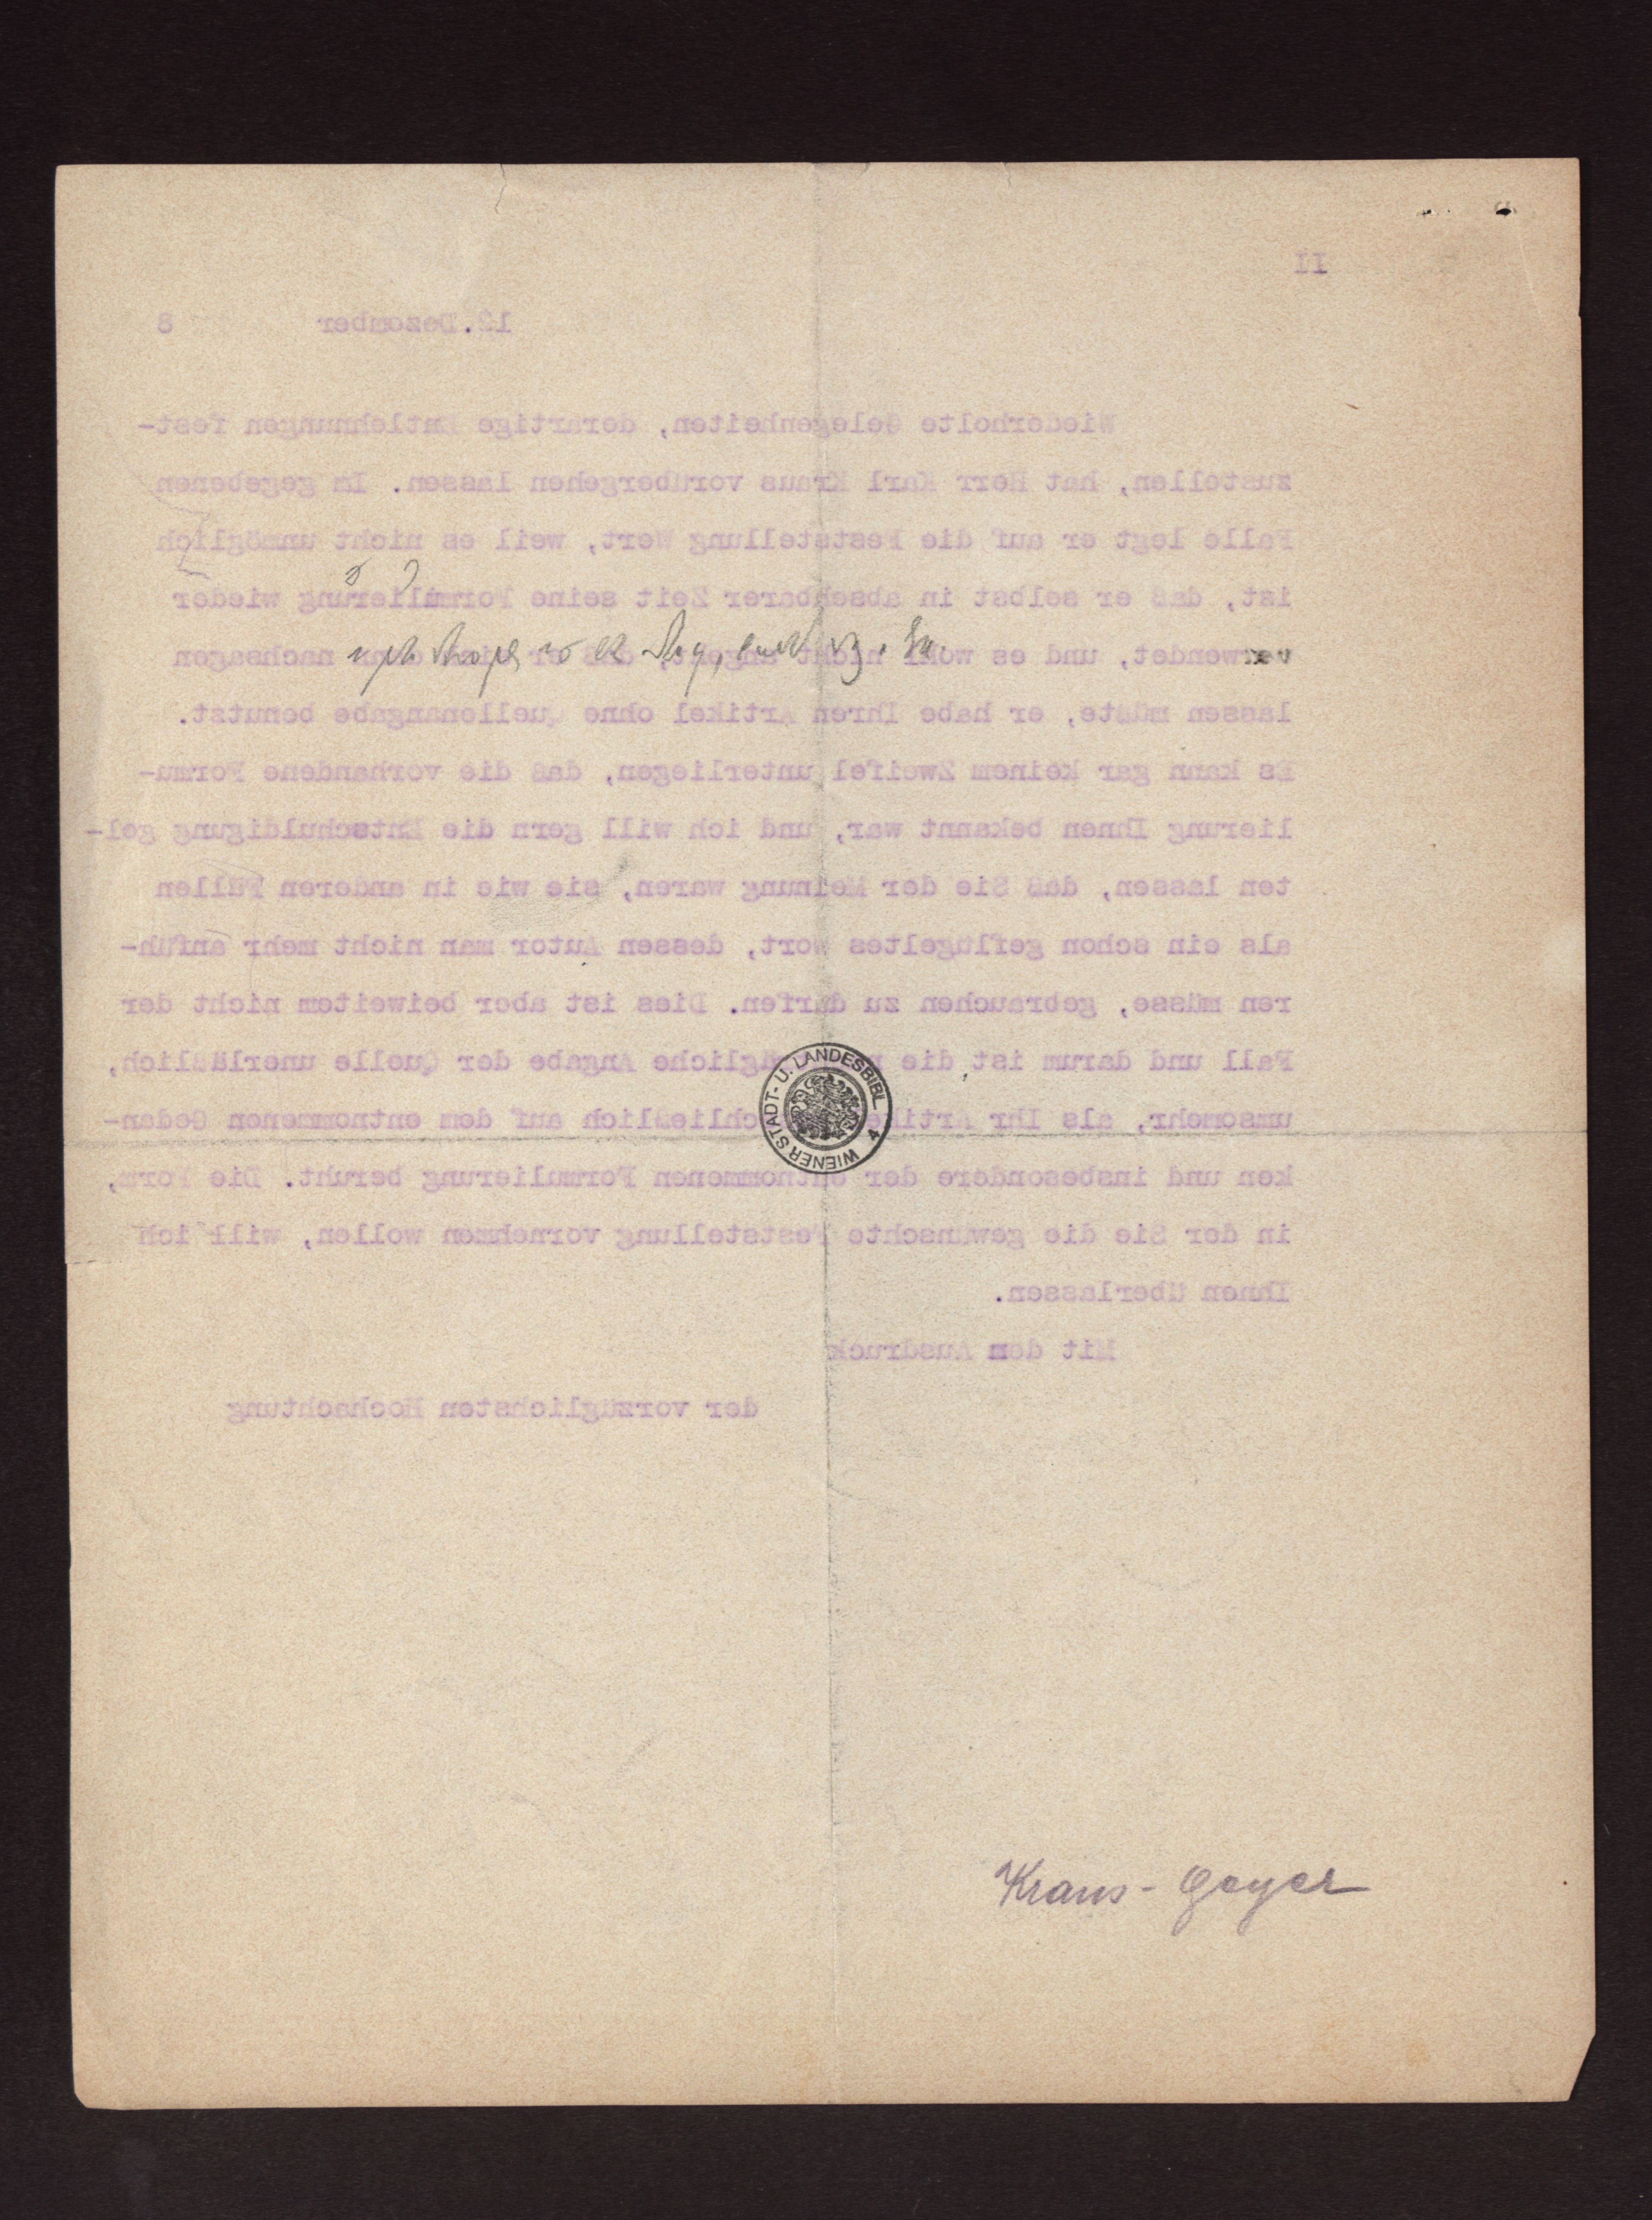 II
12.Dezember 8
Wiederholte Gelegenheiten, derartige Entlehnungen fest-
zustellen, hat Herr Karl Kraus vorübergehen lassen. Im gegebenen
Falle legt er auf die Feststellung Wert, weil es nicht unmöglich
ist, daß er selbst in absehbarer Zeit seine Formulierung wieder
verwendet, und es wohl nicht angeht, daß er sich dann nachsagen
lassen müßte, er habe Ihren Artikel ohne Quellenangabe benutzt.
Es kann gar keinem Zweifel unterliegen, daß die vorhandene Formu-
lierung Ihnen bekannt war, und ich will gern die Entschuldigung gel-
ten lassen, daß Sie der Meinung waren, sie wie in anderen Fällen
als ein schon geflügeltes Wort, dessen Autor man nicht mehr anfüh-
ren müsse, gebrauchen zu dürfen. Dies ist aber beiweitem nicht der
Fall und darum ist die nachträgliche Angabe der Quelle unerläßlich,
umsomehr, als Ihr Artikel schließlich auf dem entnommenen Gedan-
WIENER STADT- U. LANDESBIBL. 4
ken und insbesondere der entnommenen Formulierung beruht. Die Form,
in der Sie die gewünschte Feststellung vornehmen wollen, will ich
Ihnen überlassen.
Mit dem Ausdruck
der vorzüglichsten Hochachtung
Kraus - Geyer